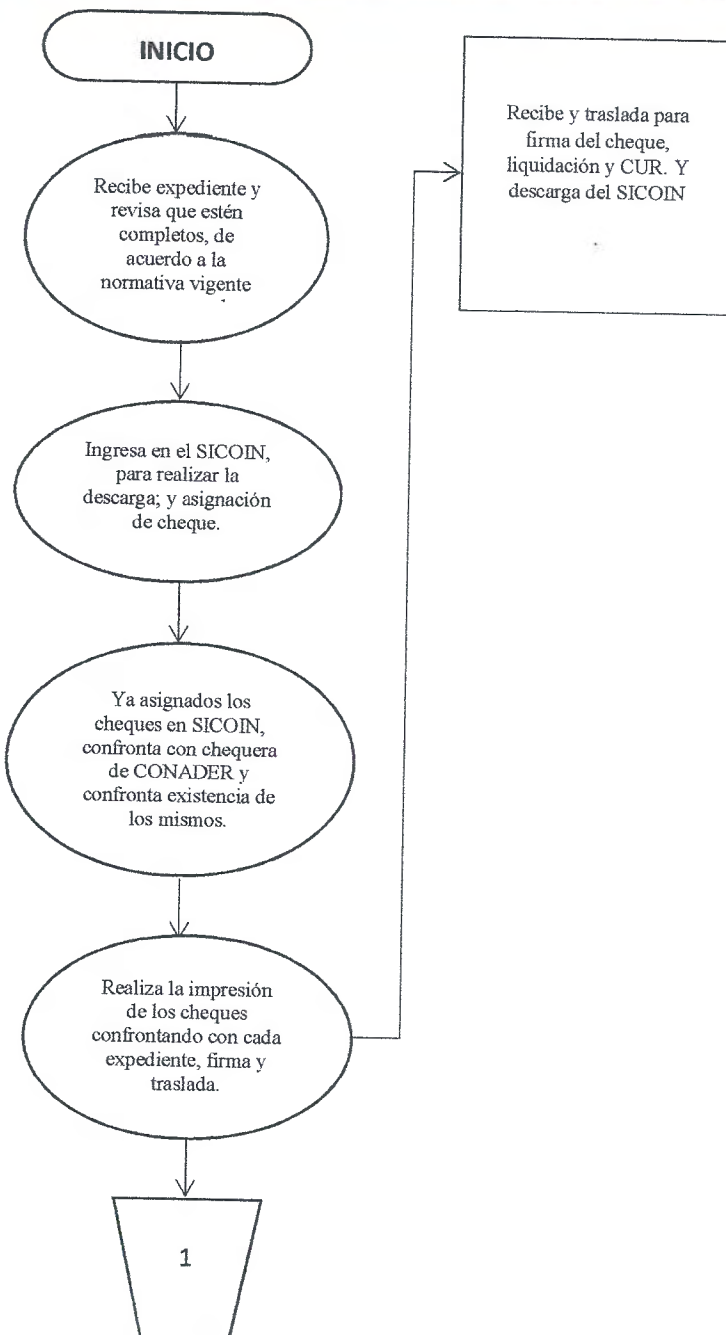 INICIO
Recibe expediente y
revisa que estén
completos, de
acuerdo a la
normativa vigente
Ingresa en el SICOIN,
para realizar la
descarga; y asignación
de cheque.
Ya asignados los
cheques en SICOIN,
confronta con chequera
de CONADER y
confronta existencia de
los mismos.
Realiza la impresión
de los cheques
confrontando con cada
expediente, firma y
traslada.
1
Recibe y traslada para
firma del cheque,
liquidación y CUR. Y
descarga del SICOIN